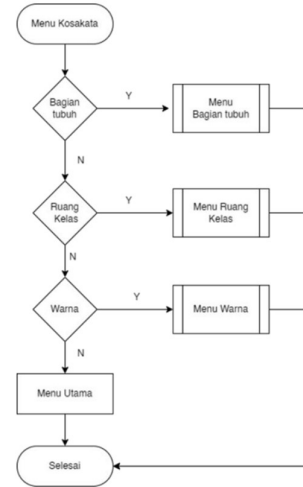 Menu Kosakata
Bagian
tubuh
Y
Menu
Bagian tubuh
N
Ruang
Kelas
Y
Menu Ruang
Kelas
N
Warna
Y
Menu Warna
N
Menu Utama
Selesai